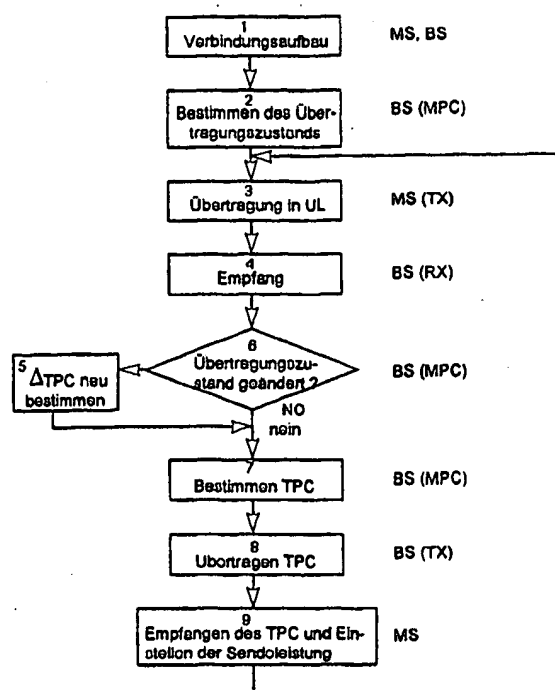 1
Verbindungsaufbau
MS, BS
2
Bestimmen des Über-
tragungszustands
BS (MPC)
3
Übertragung in UL
MS (TX)
4
Empfang
BS (RX)
6
Übertragungszu-
stand geändert ?
BS (MPC)
5 ΔTPC neu
bestimmen
NO
nein
7
Bestimmen TPC
BS (MPC)
8
Übertragen TPC
BS (TX)
9
Empfangen des TPC und Ein-
stellen der Sendeleistung
MS